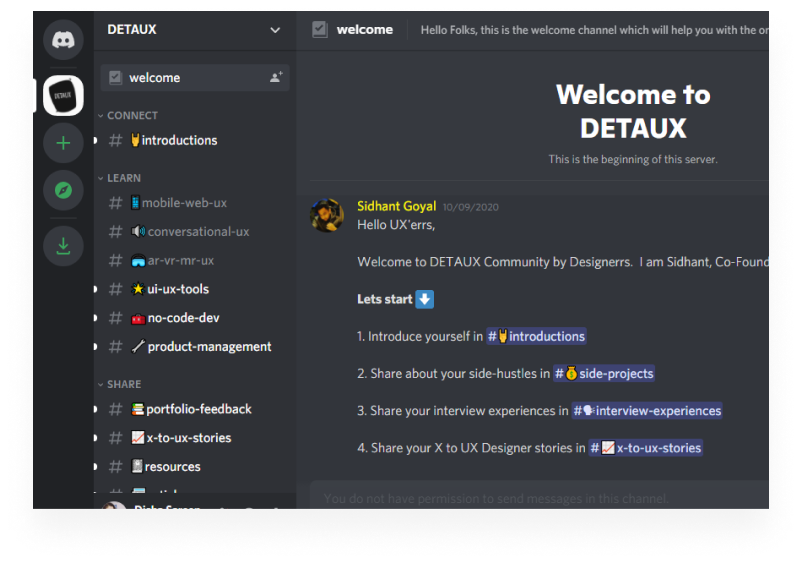 DETAUX
welcome
CONNECT
# introductions
LEARN
# mobile-web-ux
# conversational-ux
# ar-vr-mr-ux
# ui-ux-tools
# no-code-dev
# product-management
SHARE
# portfolio-feedback
# x-to-ux-stories
# resources
welcome
Hello Folks, this is the welcome channel which will help you with the
Welcome to
DETAUX
This is the beginning of this server.
Sidhant Goyal 10/09/2020
Hello UX'errs,
Welcome to DETAUX Community by Designerrs. I am Sidhant, Co-Found
Lets start ⬇
1. Introduce yourself in #🤘introductions
2. Share about your side-hustles in #💰side-projects
3. Share your interview experiences in #🗣interview-experiences
4. Share your X to UX Designer stories in #📈x-to-ux-stories
You do not have permission to send messages in this channel.